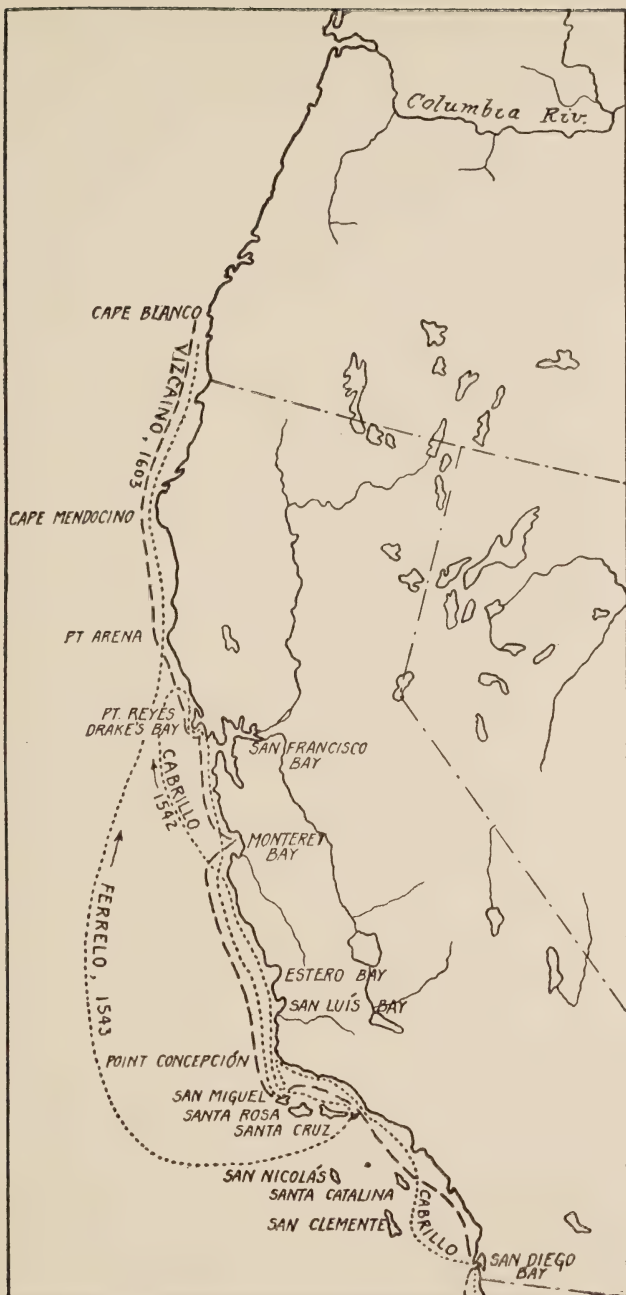 Columbia Riv.
CAPE BLANCO
VIZCAINO, 1603
CAPE MENDOCINO
PT ARENA
PT. REYES
DRAKE'S BAY
SAN FRANCISCO
BAY
CABRILLO
1542
MONTEREY
BAY
FERRELO, 1543
ESTERO BAY
SAN LUÍS BAY
POINT CONCEPCIÓN
SAN MIGUEL
SANTA ROSA
SANTA CRUZ
SAN NICOLÁS
SANTA CATALINA
SAN CLEMENTE
CABRILLO
SAN DIEGO
BAY